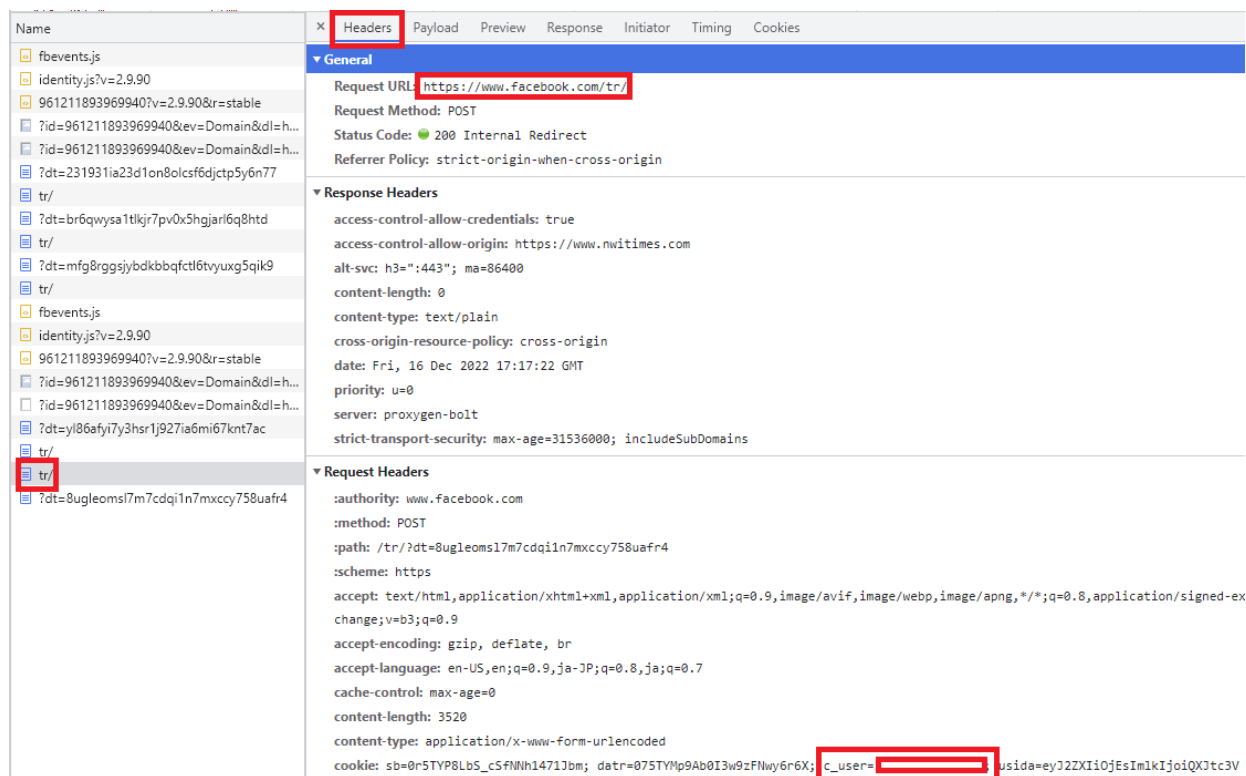 Name
× Headers Payload Preview Response Initiator Timing Cookies
fbevents.js
identity.js?v=2.9.90
961211893969940?v=2.9.90&r=stable
?id=961211893969940&ev=Domain&dl=h...
?id=961211893969940&ev=Domain&dl=h...
?dt=231931ia23d1on8olcsf6djctp5y6n77
tr/
?dt=br6qwysa1tlkjr7pv0x5hgjarl6q8htd
tr/
?dt=mfg8rggsjybdkbbqfctl6tvyuxg5qik9
tr/
fbevents.js
identity.js?v=2.9.90
961211893969940?v=2.9.90&r=stable
?id=961211893969940&ev=Domain&dl=h...
?id=961211893969940&ev=Domain&dl=h...
?dt=yl86afyi7y3hsr1j927ia6mi67knt7ac
tr/
tr/
?dt=8ugleomsl7m7cdqi1n7mxccy758uafr4
General
Request URL: https://www.facebook.com/tr/
Request Method: POST
Status Code: 200 Internal Redirect
Referrer Policy: strict-origin-when-cross-origin
Response Headers
access-control-allow-credentials: true
access-control-allow-origin: https://www.nwitimes.com
alt-svc: h3=":443"; ma=86400
content-length: 0
content-type: text/plain
cross-origin-resource-policy: cross-origin
date: Fri, 16 Dec 2022 17:17:22 GMT
priority: u=0
server: proxygen-bolt
strict-transport-security: max-age=31536000; includeSubDomains
Request Headers
:authority: www.facebook.com
:method: POST
:path: /tr/?dt=8ugleomsl7m7cdqi1n7mxccy758uafr4
:scheme: https
accept: text/html,application/xhtml+xml,application/xml;q=0.9,image/avif,image/webp,image/apng,*/*;q=0.8,application/signed-ex
change;v=b3;q=0.9
accept-encoding: gzip, deflate, br
accept-language: en-US,en;q=0.9,ja-JP;q=0.8,ja;q=0.7
cache-control: max-age=0
content-length: 3520
content-type: application/x-www-form-urlencoded
cookie: sb=0r5TYP8LbS_cSfNNh1471Jbm; datr=075TYMp9Ab0I3w9zFNwy6r6X; c_user= ; usida=eyJ2ZXIiOjEsImlkIjoiQXJtc3V